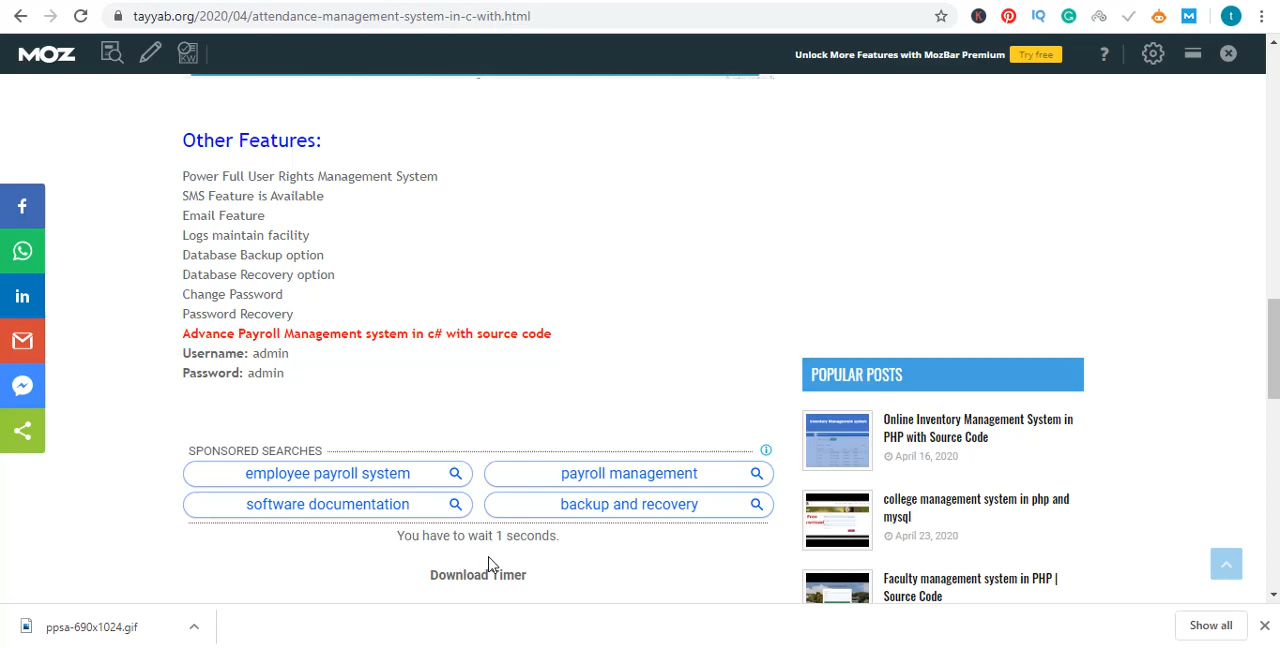 tayyab.org/2020/04/attendance-management-system-in-c-with.html
K
IQ
G
M
t
MOZ
KW
Unlock More Features with MozBar Premium
Try free
?
Other Features:
Power Full User Rights Management System
SMS Feature is Available
Email Feature
Logs maintain facility
Database Backup option
Database Recovery option
Change Password
Password Recovery
Advance Payroll Management system in c# with source code
Username: admin
Password: admin
f
in
SPONSORED SEARCHES
employee payroll system
payroll management
software documentation
backup and recovery
You have to wait 1 seconds.
Download Timer
POPULAR POSTS
Online Inventory Management System in
PHP with Source Code
April 16, 2020
college management system in php and
mysql
April 23, 2020
Faculty management system in PHP |
Source Code
ppsa-690x1024.gif
Show all